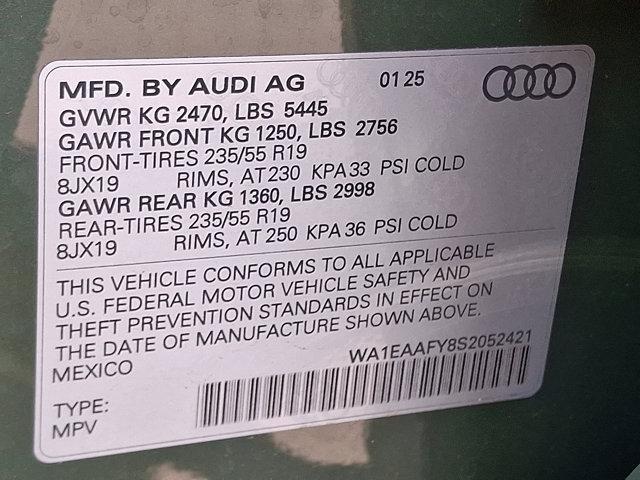 MFD. BY AUDI AG 01 25
GVWR KG 2470, LBS 5445
GAWR FRONT KG 1250, LBS 2756
FRONT-TIRES 235/55 R19
8JX19 RIMS, AT 230 KPA 33 PSI COLD
GAWR REAR KG 1360, LBS 2998
REAR-TIRES 235/55 R19
8JX19 RIMS, AT 250 KPA 36 PSI COLD
THIS VEHICLE CONFORMS TO ALL APPLICABLE
U.S. FEDERAL MOTOR VEHICLE SAFETY AND
THEFT PREVENTION STANDARDS IN EFFECT ON
THE DATE OF MANUFACTURE SHOWN ABOVE.
MEXICO WA1EAAFY8S2052421
TYPE:
MPV